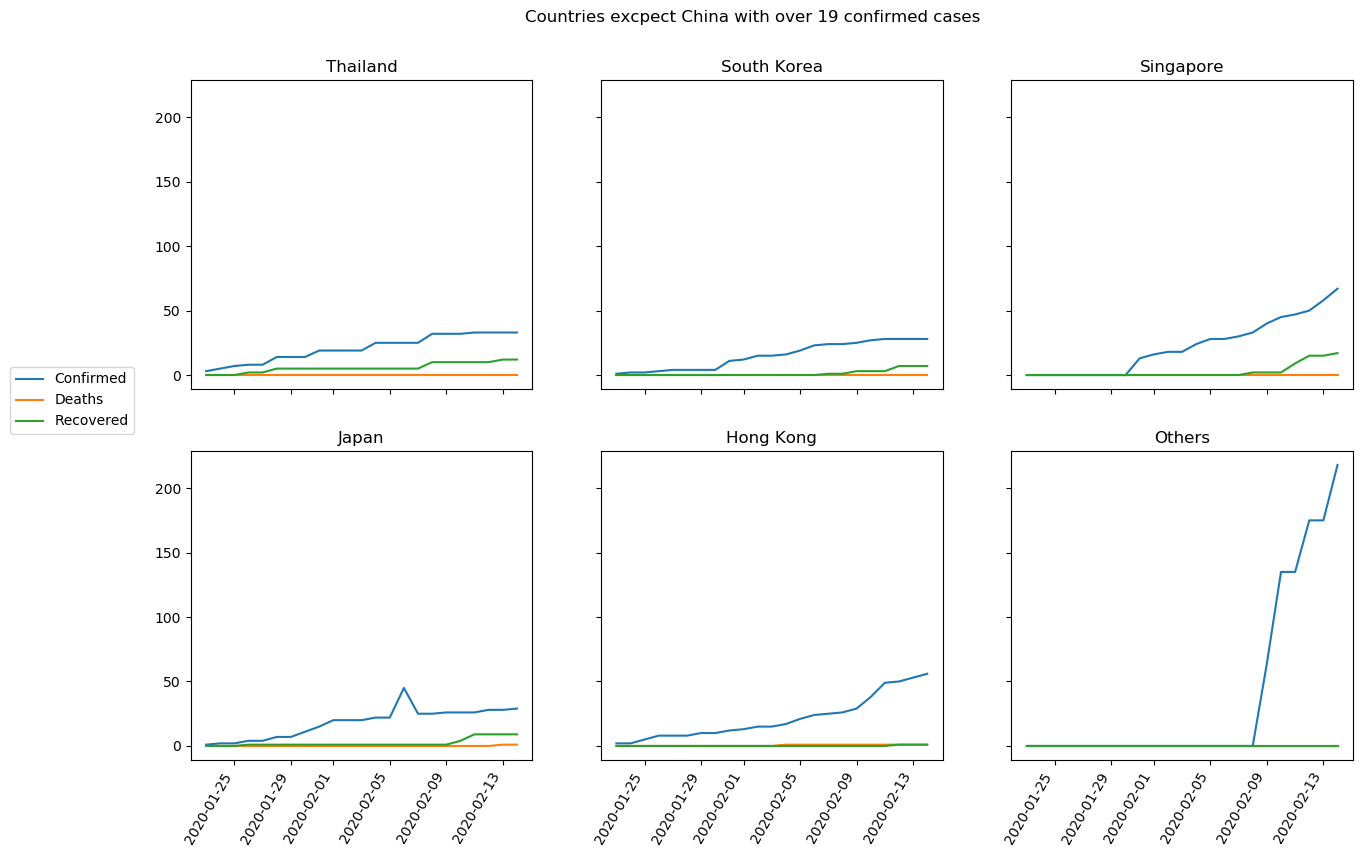 Countries excpect China with over 19 confirmed cases
Thailand
South Korea
Singapore
200
150
100
50
0
Confirmed
Deaths
Recovered
Japan
Hong Kong
Others
200
150
100
50
0
2020-01-25
2020-01-29
2020-02-01
2020-02-05
2020-02-09
2020-02-13
2020-01-25
2020-01-29
2020-02-01
2020-02-05
2020-02-09
2020-02-13
2020-01-25
2020-01-29
2020-02-01
2020-02-05
2020-02-09
2020-02-13